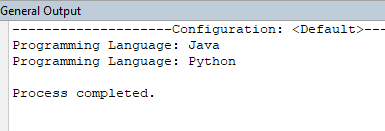 General Output
--------------------Configuration: <Default>---
Programming Language: Java
Programming Language: Python
Process completed.